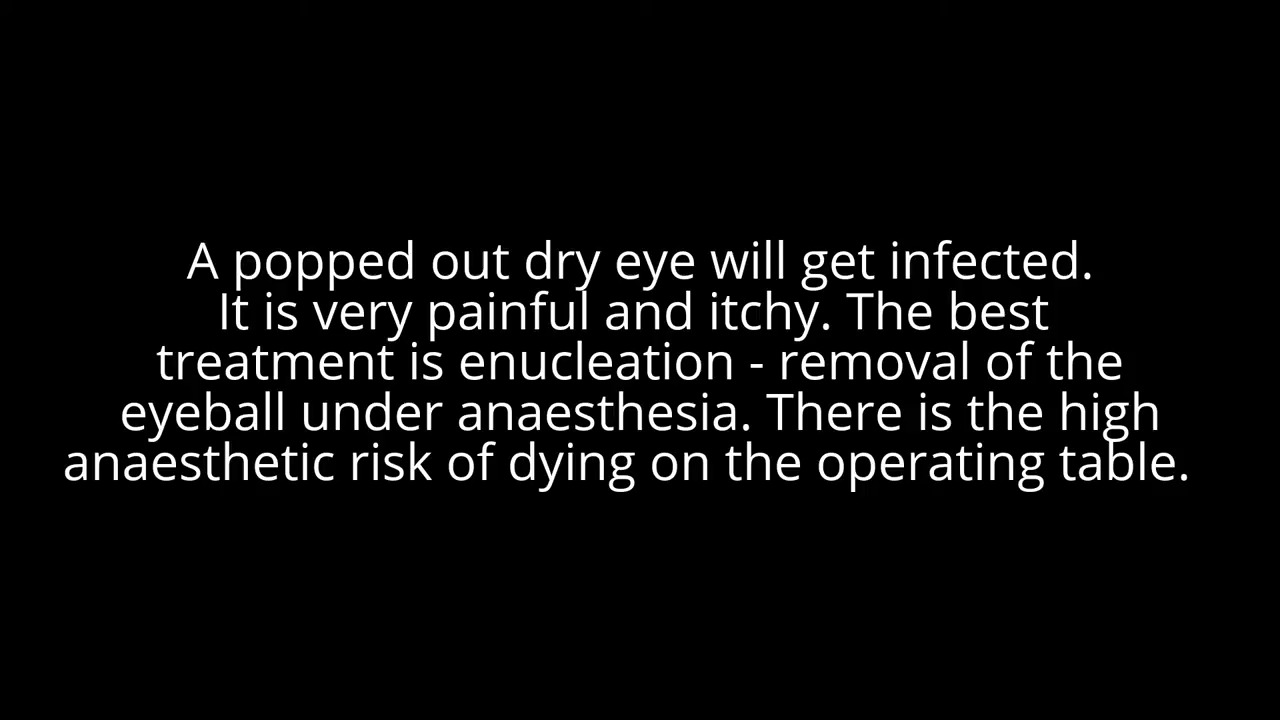 A popped out dry eye will get infected.
It is very painful and itchy. The best
treatment is enucleation - removal of the
eyeball under anaesthesia. There is the high
anaesthetic risk of dying on the operating table.